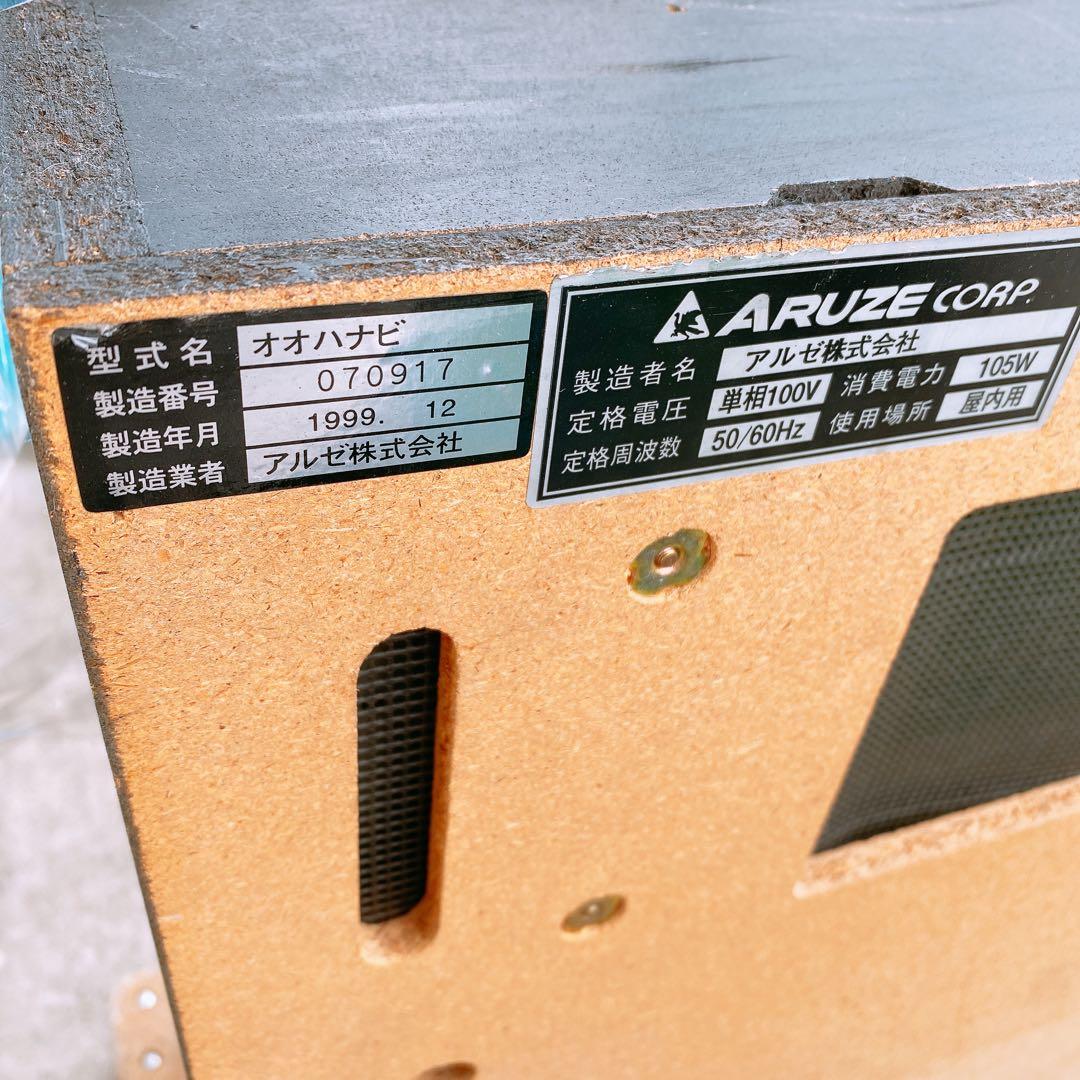 型式名 オオハナビ
製造番号 070917
製造年月 1999. 12
製造業者 アルゼ株式会社
ARUZE CORP.
製造者名 アルゼ株式会社
定格電圧 単相100V 消費電力 105W
定格周波数 50/60Hz 使用場所 屋内用